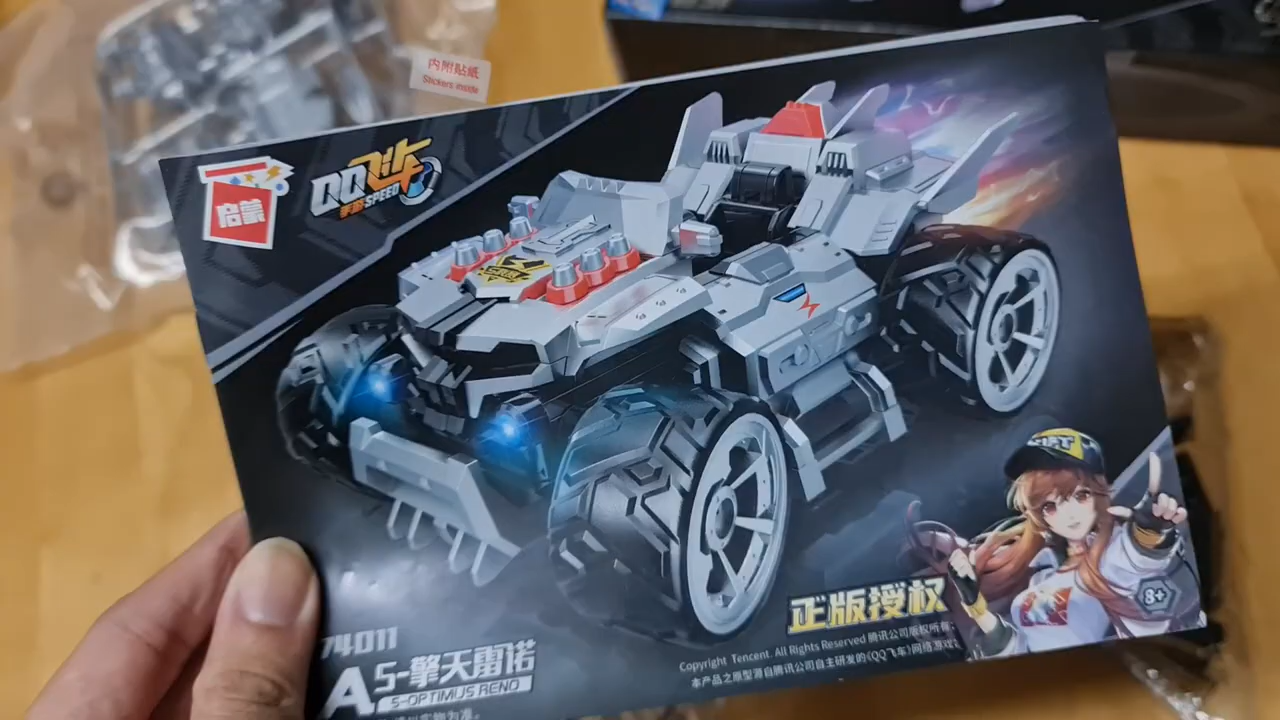 内附贴纸
Stickers inside
启蒙
QQ飞车
手游 SPEED
8+
正版授权
Copyright Tencent. All Rights Reserved 腾讯公司版权所有
本产品之原型源自腾讯公司自主研发的《QQ飞车》网络游戏
74011
A S-擎天雷诺
S-OPTIMUS RENO